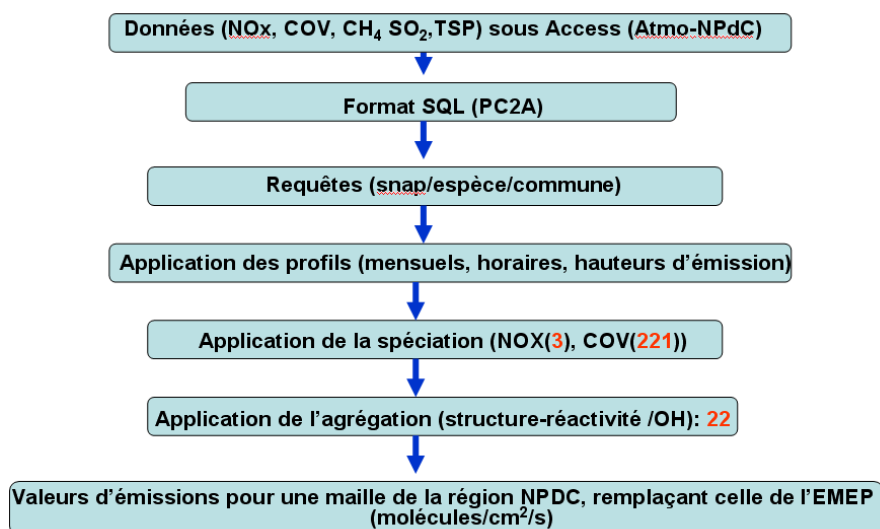 Données (NOx, COV, CH₄ SO₂,TSP) sous Access (Atmo-NPdC)
Format SQL (PC2A)
Requêtes (snap/espèce/commune)
Application des profils (mensuels, horaires, hauteurs d’émission)
Application de la spéciation (NOX(3), COV(221))
Application de l’agrégation (structure-réactivité /OH): 22
Valeurs d’émissions pour une maille de la région NPDC, remplaçant celle de l’EMEP
(molécules/cm²/s)